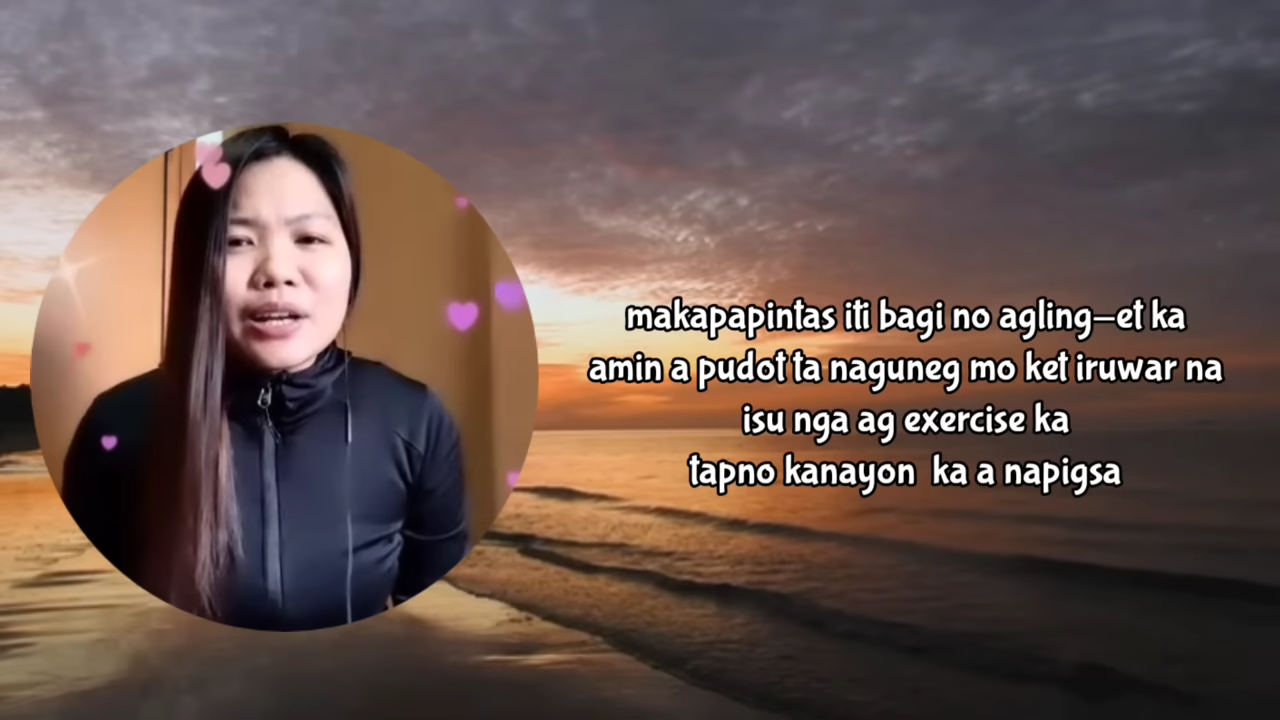 makapapintas iti bagi no agling-et ka
amin a pudot ta naguneg mo ket iruwar na
isu nga ag exercise ka
tapno kanayon ka a napigsa